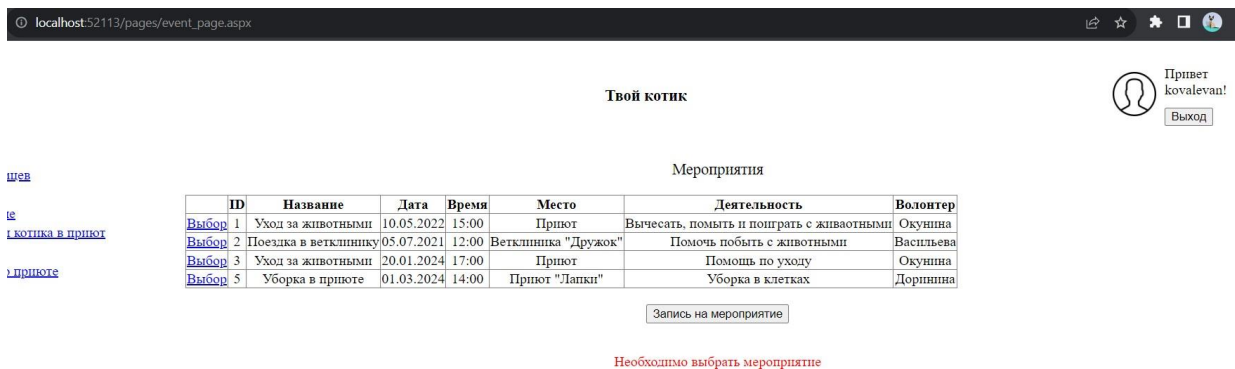 localhost:52113/pages/event_page.aspx
Твой котик
Привет
kovalevan!
Выход
щев
котика в приют
о приюте
Мероприятия
ID Название Дата Время Место Деятельность Волонтер
Выбор 1 Уход за животными 10.05.2022 15:00 Приют Вычесать, помыть и поиграть с живаотными Окунина
Выбор 2 Поездка в ветклинику 05.07.2021 12:00 Ветклиника "Дружок" Помочь побыть с животными Васильева
Выбор 3 Уход за животными 20.01.2024 17:00 Приют Помощь по уходу Окунина
Выбор 5 Уборка в приюте 01.03.2024 14:00 Приют "Лапки" Уборка в клетках Доринина
Запись на мероприятие
Необходимо выбрать мероприятие